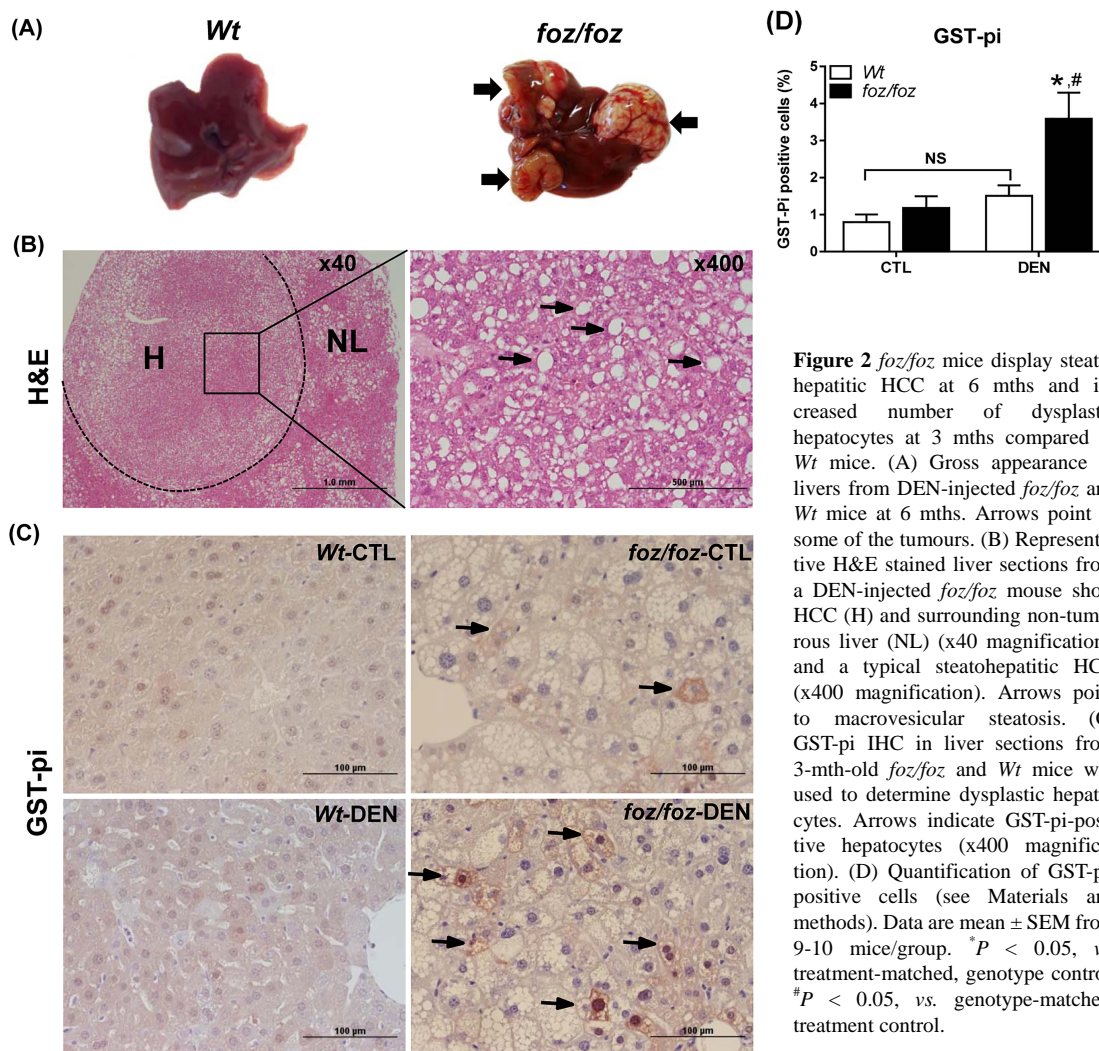 (A)
Wt
foz/foz
(B)
H&E
x40
H
NL
1.0 mm
x400
500 µm
(C)
GST-pi
Wt-CTL
100 µm
foz/foz-CTL
100 µm
Wt-DEN
100 µm
foz/foz-DEN
100 µm
(D)
GST-pi
GST-Pi positive cells (%)
5
4
3
2
1
0
Wt
foz/foz
NS
*,#
CTL
DEN
Figure 2 foz/foz mice display steat
hepatitic HCC at 6 mths and i
creased number of dysplast
hepatocytes at 3 mths compared
Wt mice. (A) Gross appearance
livers from DEN-injected foz/foz an
Wt mice at 6 mths. Arrows point
some of the tumours. (B) Represent
tive H&E stained liver sections fro
a DEN-injected foz/foz mouse sho
HCC (H) and surrounding non-tum
rous liver (NL) (x40 magnification
and a typical steatohepatitic HC
(x400 magnification). Arrows poi
to macrovesicular steatosis. (C
GST-pi IHC in liver sections fro
3-mth-old foz/foz and Wt mice w
used to determine dysplastic hepat
cytes. Arrows indicate GST-pi-pos
tive hepatocytes (x400 magnific
tion). (D) Quantification of GST-p
positive cells (see Materials an
methods). Data are mean ± SEM fro
9-10 mice/group. *P < 0.05, v
treatment-matched, genotype contro
#P < 0.05, vs. genotype-matche
treatment control.